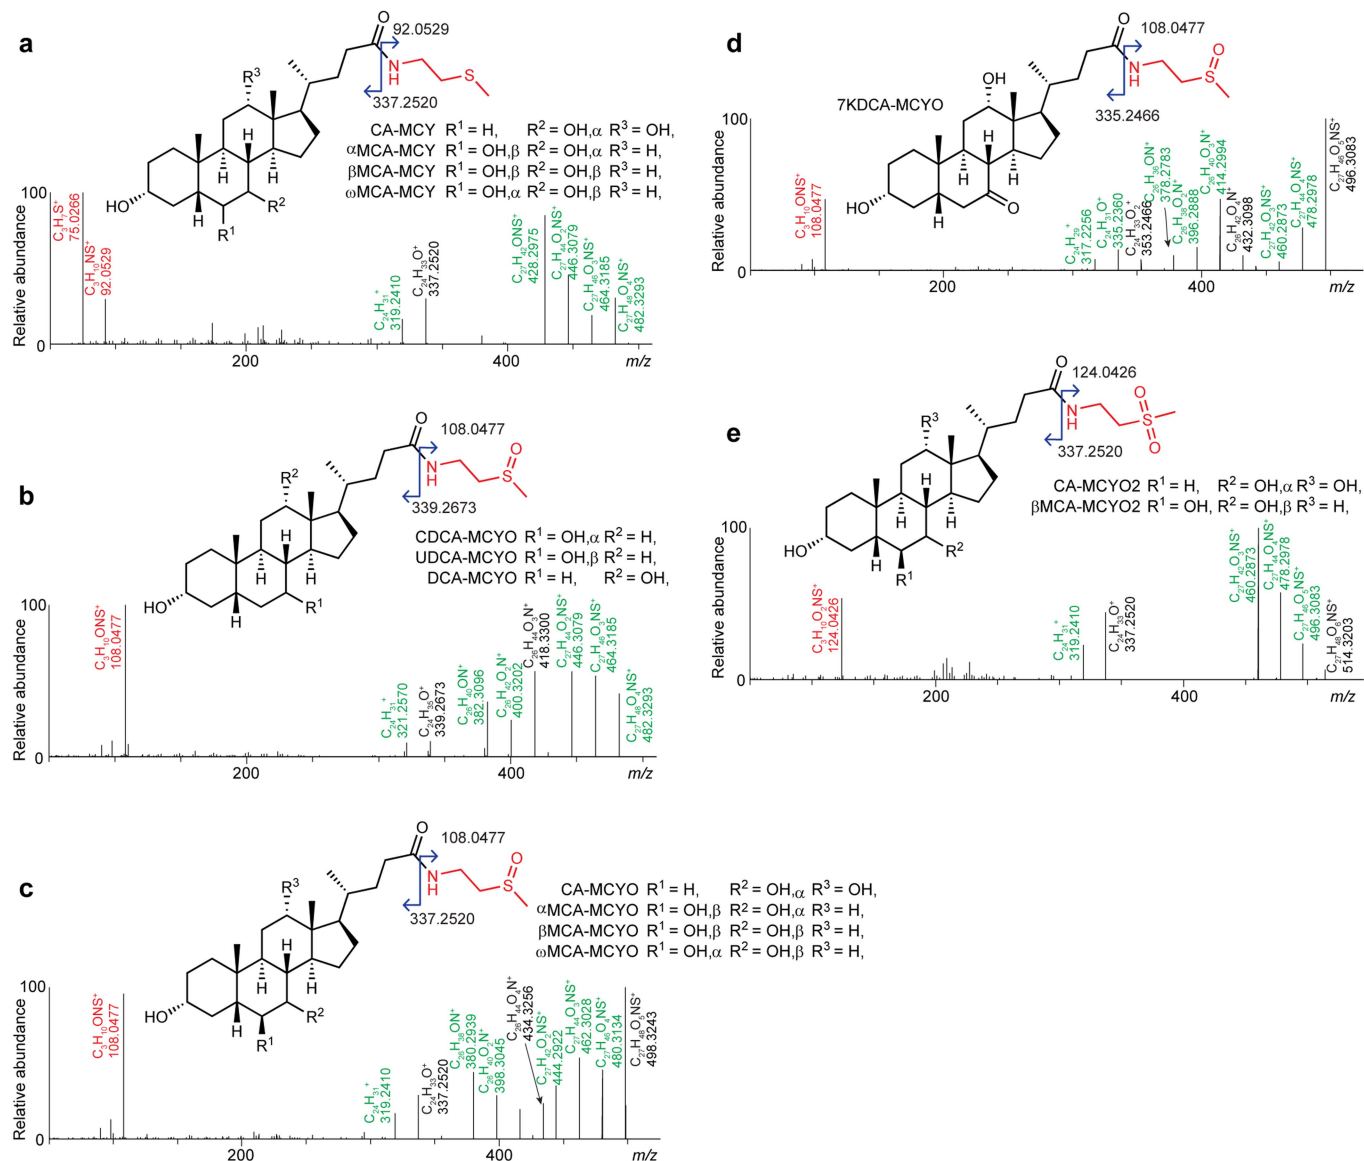 a
O
92.0529
N
H
S
337.2520
R³
H
H
H
H
HO
R²
R¹
CA-MCY R¹ = H, R² = OH,α R³ = OH,
αMCA-MCY R¹ = OH,β R² = OH,α R³ = H,
βMCA-MCY R¹ = OH,β R² = OH,β R³ = H,
ωMCA-MCY R¹ = OH,α R² = OH,β R³ = H,
Relative abundance
100
0
C₃H₇S⁺
75.0266
C₃H₁₀NS⁺
92.0529
C₂₄H₃₁⁺
319.2410
C₂₄H₃₃O⁺
337.2520
C₂₇H₄₂ONS⁺
428.2975
C₂₇H₄₄O₂NS⁺
446.3079
C₂₇H₄₆O₃NS⁺
464.3185
C₂₇H₄₈O₄NS⁺
482.3293
200
400
m/z
b
O
108.0477
N
H
O
S
339.2673
R²
H
H
H
H
HO
R¹
CDCA-MCYO R¹ = OH,α R² = H,
UDCA-MCYO R¹ = OH,β R² = H,
DCA-MCYO R¹ = H, R² = OH,
Relative abundance
100
0
C₃H₁₀ONS⁺
108.0477
C₂₄H₃₁⁺
321.2570
C₂₄H₃₅O⁺
339.2673
C₂₆H₄₀ON⁺
382.3096
C₂₆H₄₂O₂N⁺
400.3202
C₂₆H₄₄O₃N⁺
418.3300
C₂₇H₄₄O₂NS⁺
446.3079
C₂₇H₄₆O₃NS⁺
464.3185
C₂₇H₄₈O₄NS⁺
482.3293
200
400
m/z
c
O
108.0477
N
H
O
S
337.2520
R³
H
H
H
H
HO
R²
R¹
CA-MCYO R¹ = H, R² = OH,α R³ = OH,
αMCA-MCYO R¹ = OH,β R² = OH,α R³ = H,
βMCA-MCYO R¹ = OH,β R² = OH,β R³ = H,
ωMCA-MCYO R¹ = OH,α R² = OH,β R³ = H,
Relative abundance
100
0
C₃H₁₀ONS⁺
108.0477
C₂₄H₃₁⁺
319.2410
C₂₄H₃₃O⁺
337.2520
C₂₆H₃₈ON⁺
380.2939
C₂₆H₄₀O₂N⁺
398.3045
C₂₆H₄₄O₄N⁺
434.3256
C₂₇H₄₂O₂NS⁺
444.2922
C₂₇H₄₄O₃NS⁺
462.3028
C₂₇H₄₆O₄NS⁺
480.3134
C₂₇H₄₈O₅NS⁺
498.3243
200
400
m/z
d
O
108.0477
N
H
O
S
335.2466
OH
7KDCA-MCYO
H
H
H
H
HO
O
Relative abundance
100
0
C₃H₁₀ONS⁺
108.0477
C₂₄H₂₉⁺
317.2256
C₂₄H₃₁O⁺
335.2360
C₂₄H₃₃O₂⁺
553.2466
C₂₆H₃₆ON⁺
378.2783
C₂₆H₃₈O₂N⁺
396.2888
C₂₆H₄₀O₃N⁺
414.2994
C₂₆H₄₂O₄N⁺
432.3098
C₂₇H₄₂O₃NS⁺
460.2873
C₂₇H₄₄O₄NS⁺
478.2978
C₂₇H₄₆O₅NS⁺
496.3083
200
400
m/z
e
O
124.0426
N
H
O
S
O
337.2520
R³
H
H
H
H
HO
R²
R¹
CA-MCYO2 R¹ = H, R² = OH,α R³ = OH,
βMCA-MCYO2 R¹ = OH, R² = OH,β R³ = H,
Relative abundance
100
0
C₃H₁₀O₂NS⁺
124.0426
C₂₄H₃₁⁺
319.2410
C₂₄H₃₃O⁺
337.2520
C₂₇H₄₂O₃NS⁺
460.2873
C₂₇H₄₄O₄NS⁺
478.2978
C₂₇H₄₆O₅NS⁺
496.3083
C₂₇H₄₈O₆NS⁺
514.3203
200
400
m/z